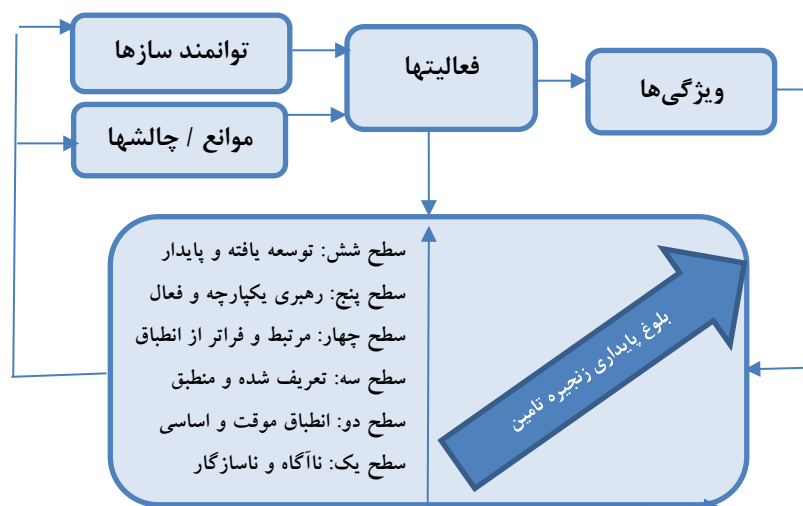 توانمند سازها
فعالیتها
ویژگی‌ها
موانع / چالشها
سطح شش: توسعه یافته و پایدار
سطح پنج: رهبری یکپارچه و فعال
سطح چهار: مرتبط و فراتر از انطباق
سطح سه: تعریف شده و منطبق
سطح دو: انطباق موقت و اساسی
سطح یک: ناآگاه و ناسازگار
بلوغ پایداری زنجیره تامین